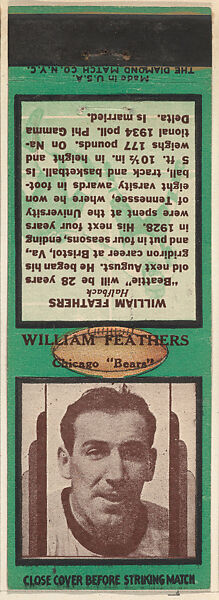 WILLIAM FEATHERS
Halfback
"Beattie" will be 28 years
old next August. He began his
gridiron career at Bristol, Va.,
and put in four seasons, ending
in 1928. His next four years
were spent at the University
of Tennessee, where he won
eight varsity awards in foot-
ball, track and basketball. Is
5 ft. 10½ in. height and
weighs 177 pounds. On Na-
tional 1934 poll. Phi Gamma
Delta. Is married.
Made in U.S.A.
THE DIAMOND MATCH CO. N.Y.C.
WILLIAM FEATHERS
Chicago "Bears"
CLOSE COVER BEFORE STRIKING MATCH